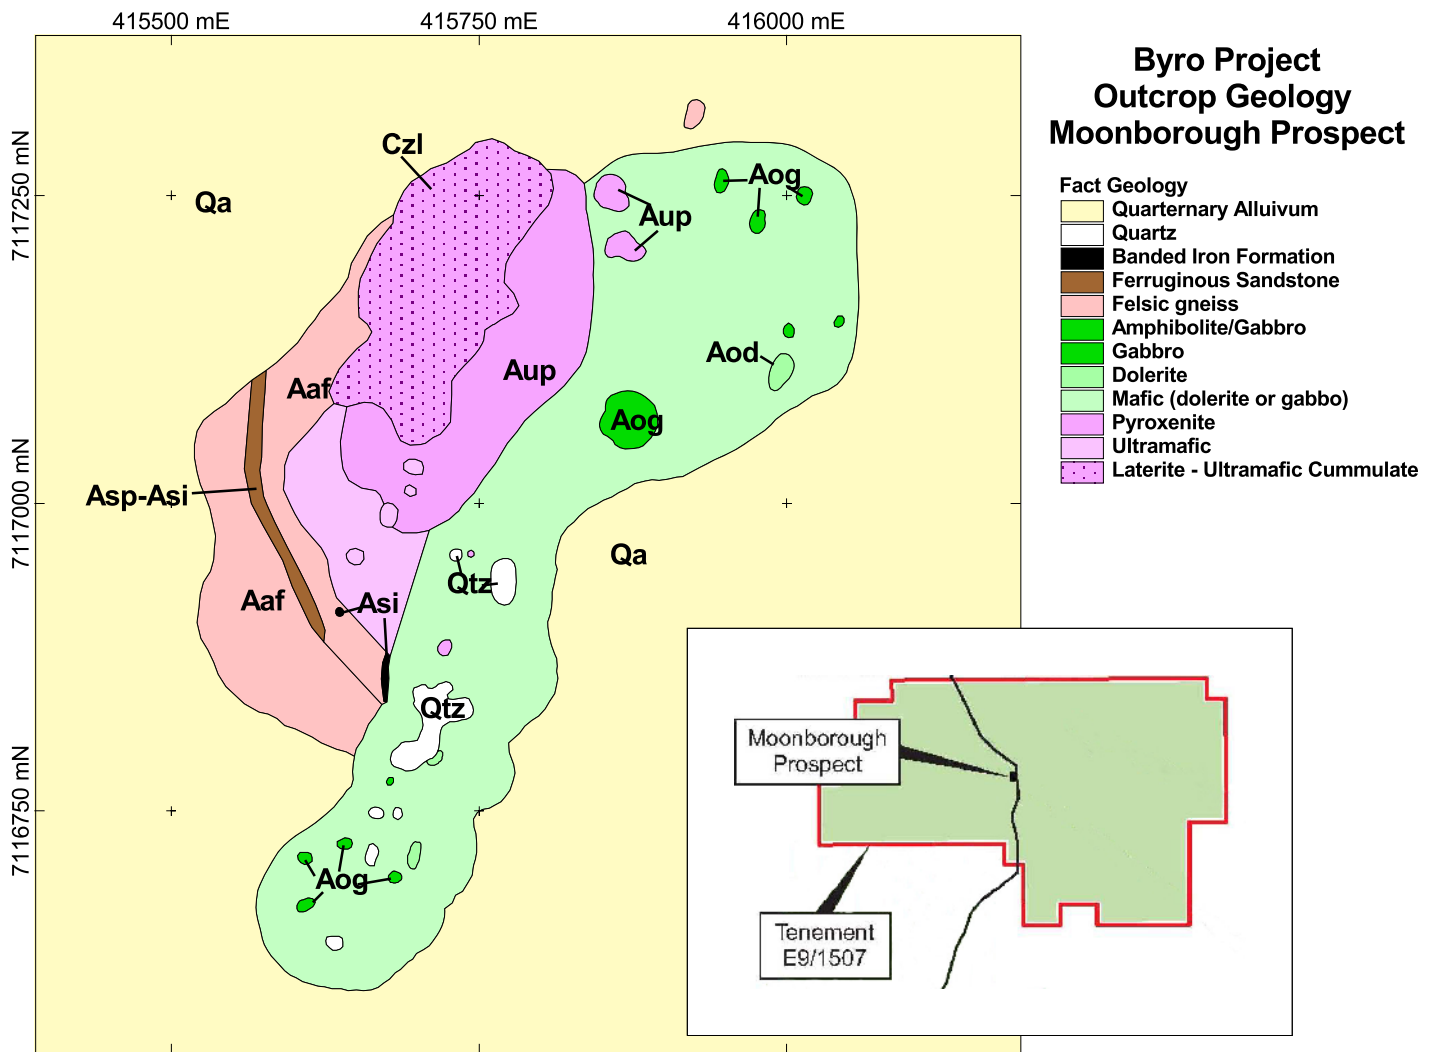 415500 mE
415750 mE
416000 mE
7117250 mN
7117000 mN
7116750 mN
Byro Project
Outcrop Geology
Moonborough Prospect
Fact Geology
Quarternary Alluivum
Quartz
Banded Iron Formation
Ferruginous Sandstone
Felsic gneiss
Amphibolite/Gabbro
Gabbro
Dolerite
Mafic (dolerite or gabbo)
Pyroxenite
Ultramafic
Laterite - Ultramafic Cummulate
Czl
Qa
Aog
Aup
Aod
Aup
Aaf
Aog
Asp-Asi
Qa
Qtz
Aaf
Asi
Qtz
Aog
Moonborough
Prospect
Tenement
E9/1507